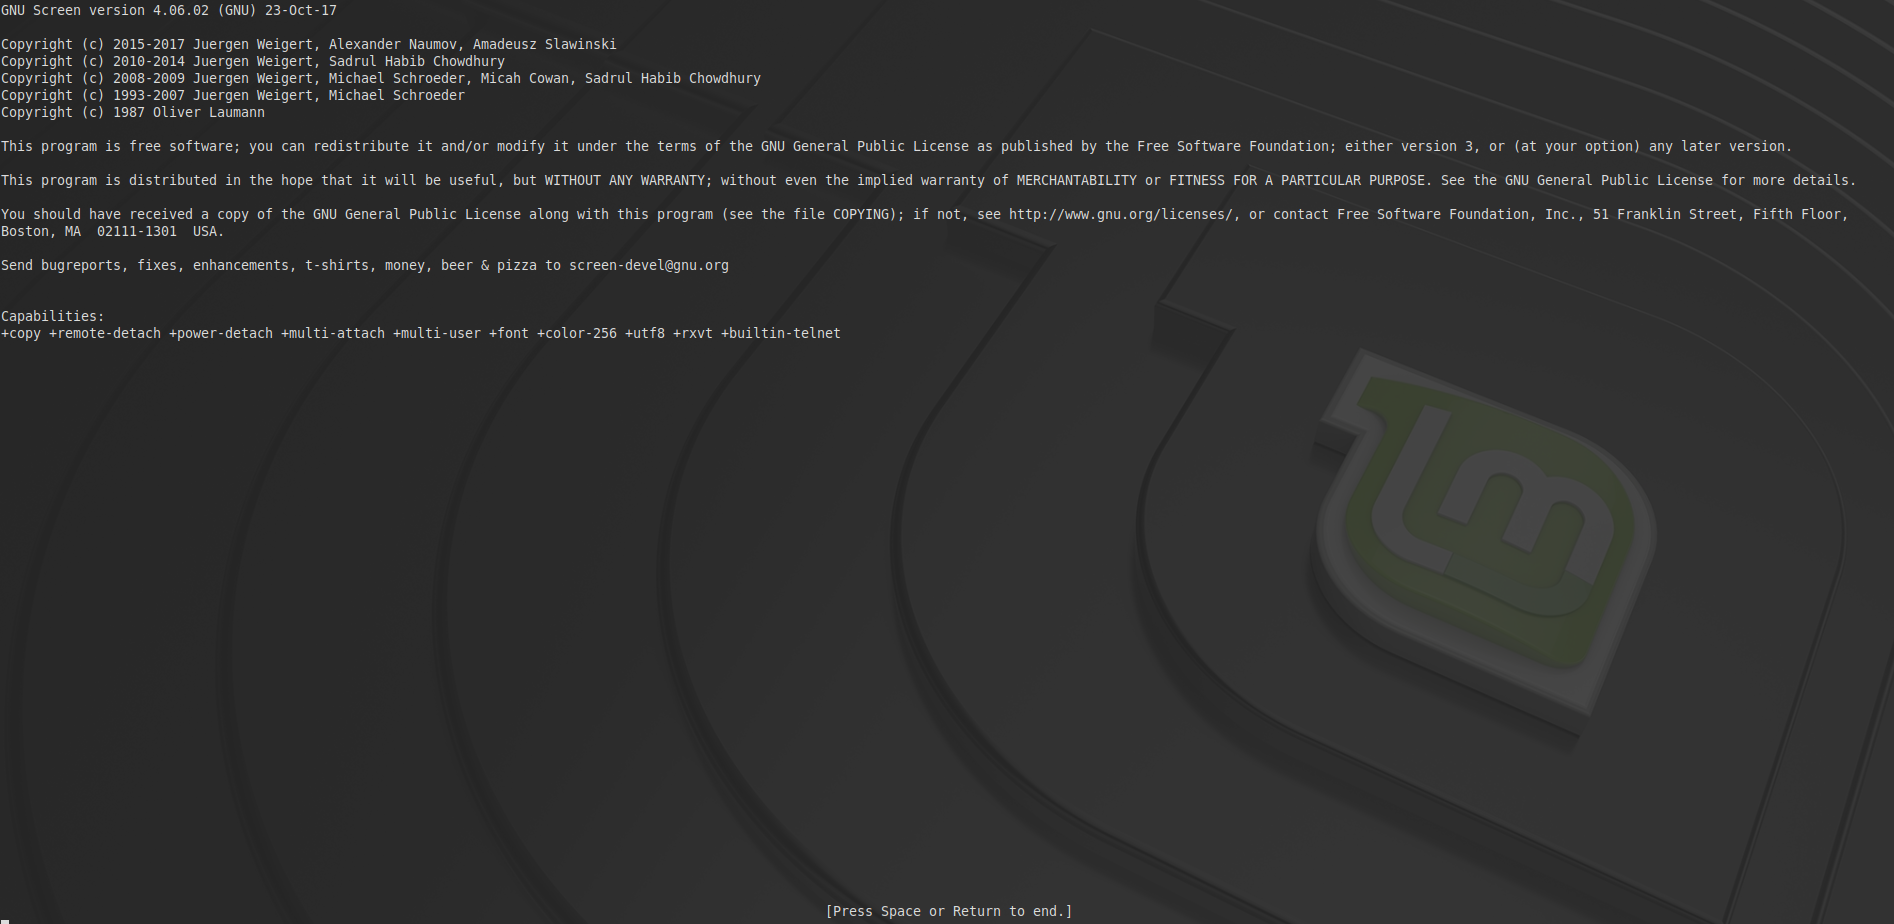 GNU Screen version 4.06.02 (GNU) 23-Oct-17
Copyright (c) 2015-2017 Juergen Weigert, Alexander Naumov, Amadeusz Slawinski
Copyright (c) 2010-2014 Juergen Weigert, Sadrul Habib Chowdhury
Copyright (c) 2008-2009 Juergen Weigert, Michael Schroeder, Micah Cowan, Sadrul Habib Chowdhury
Copyright (c) 1993-2007 Juergen Weigert, Michael Schroeder
Copyright (c) 1987 Oliver Laumann
This program is free software; you can redistribute it and/or modify it under the terms of the GNU General Public License as published by the Free Software Foundation; either version 3, or (at your option) any later version.
This program is distributed in the hope that it will be useful, but WITHOUT ANY WARRANTY; without even the implied warranty of MERCHANTABILITY or FITNESS FOR A PARTICULAR PURPOSE. See the GNU General Public License for more details.
You should have received a copy of the GNU General Public License along with this program (see the file COPYING); if not, see http://www.gnu.org/licenses/, or contact Free Software Foundation, Inc., 51 Franklin Street, Fifth Floor,
Boston, MA  02111-1301  USA.
Send bugreports, fixes, enhancements, t-shirts, money, beer & pizza to screen-devel@gnu.org
Capabilities:
+copy +remote-detach +power-detach +multi-attach +multi-user +font +color-256 +utf8 +rxvt +builtin-telnet
[Press Space or Return to end.]